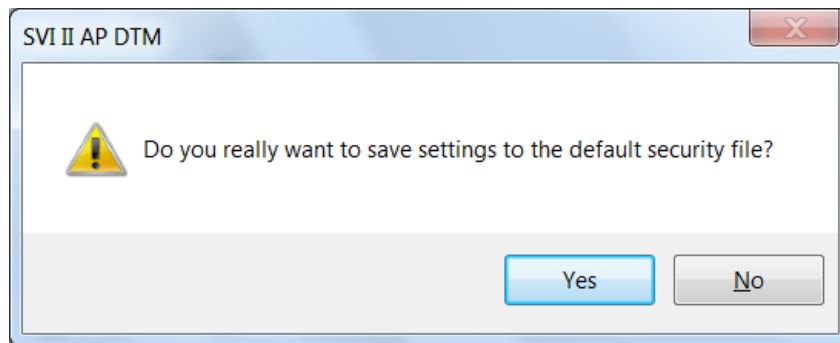 SVI II AP DTM
Do you really want to save settings to the default security file?
Yes
No